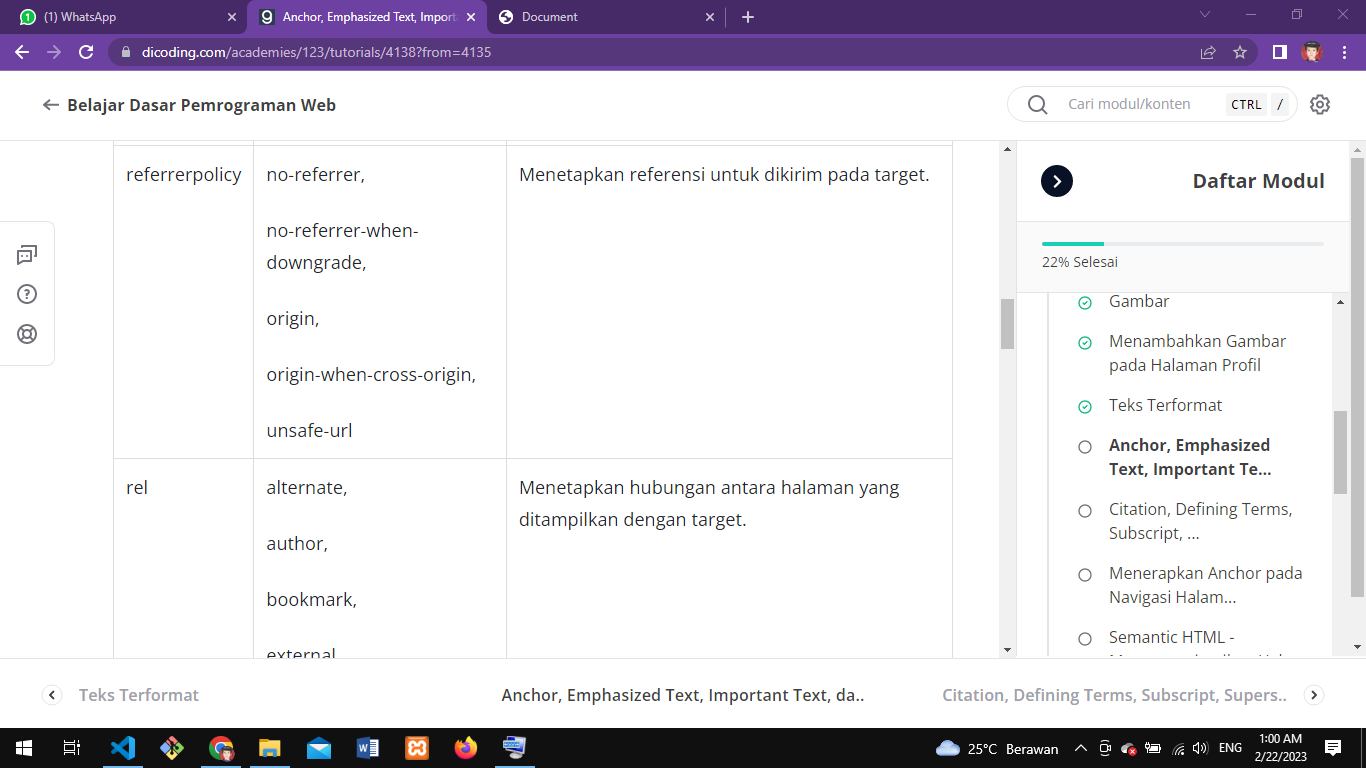 (1) WhatsApp
Anchor, Emphasized Text, Import
Document
dicoding.com/academies/123/tutorials/4138?from=4135
Belajar Dasar Pemrograman Web
Cari modul/konten
CTRL /
referrerpolicy
no-referrer,
no-referrer-when-
downgrade,
origin,
origin-when-cross-origin,
unsafe-url
Menetapkan referensi untuk dikirim pada target.
rel
alternate,
author,
bookmark,
external
Menetapkan hubungan antara halaman yang
ditampilkan dengan target.
Daftar Modul
22% Selesai
Gambar
Menambahkan Gambar
pada Halaman Profil
Teks Terformat
Anchor, Emphasized
Text, Important Te...
Citation, Defining Terms,
Subscript, ...
Menerapkan Anchor pada
Navigasi Halam...
Semantic HTML -
Teks Terformat
Anchor, Emphasized Text, Important Text, da..
Citation, Defining Terms, Subscript, Supers..
25°C Berawan
ENG
1:00 AM
2/22/2023